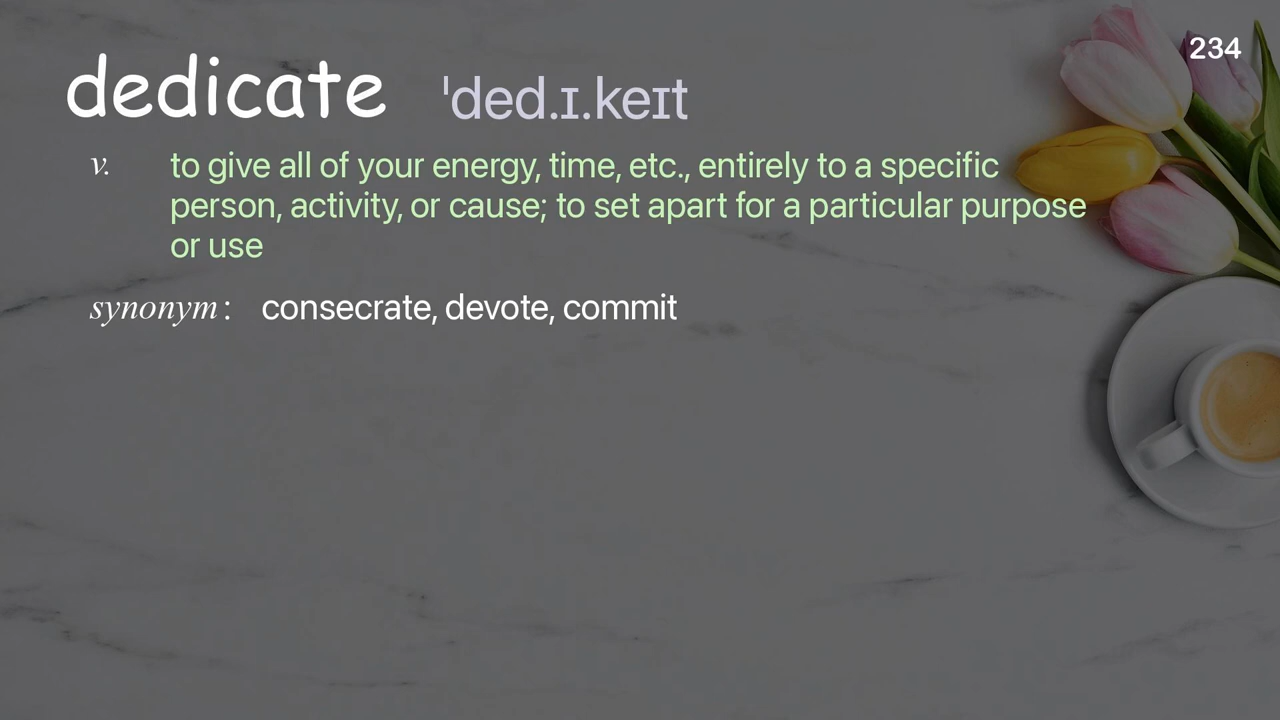 234
dedicate ˈded.ɪ.keɪt
v. to give all of your energy, time, etc., entirely to a specific
person, activity, or cause; to set apart for a particular purpose
or use
synonym: consecrate, devote, commit